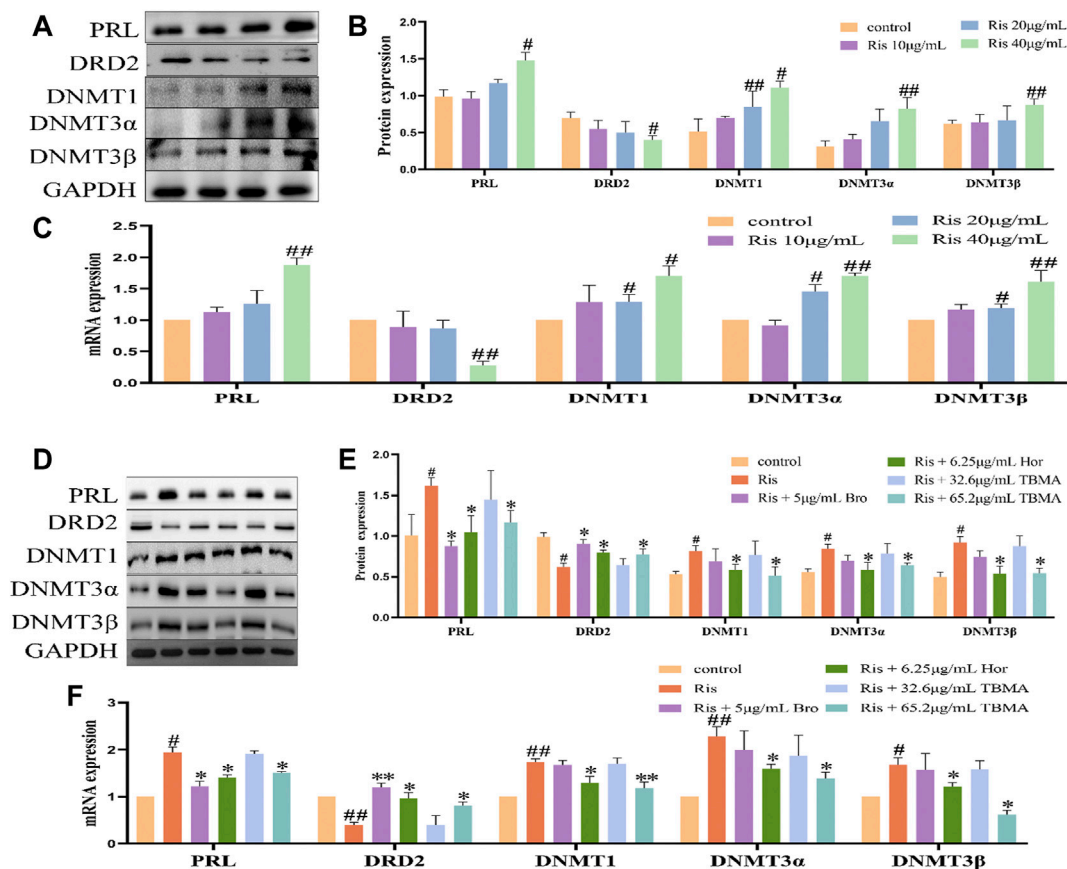 A
PRL
DRD2
DNMT1
DNMT3α
DNMT3β
GAPDH
B
control
Ris 10μg/mL
Ris 20μg/mL
Ris 40μg/mL
Protein expression
2.0
1.5
1.0
0.5
0.0
#
#
##
#
##
##
PRL
DRD2
DNMT1
DNMT3α
DNMT3β
C
control
Ris 10μg/mL
Ris 20μg/mL
Ris 40μg/mL
mRNA expression
2.5
2.0
1.5
1.0
0.5
0.0
##
##
#
#
#
##
#
##
PRL
DRD2
DNMT1
DNMT3α
DNMT3β
D
PRL
DRD2
DNMT1
DNMT3α
DNMT3β
GAPDH
E
control
Ris
Ris + 5μg/mL Bro
Ris + 6.25μg/mL Hor
Ris + 32.6μg/mL TBMA
Ris + 65.2μg/mL TBMA
Protein expression
2.0
1.5
1.0
0.5
0.0
#
*
*
*
#
*
*
*
#
*
*
#
*
*
#
*
*
PRL
DRD2
DNMT1
DNMT3α
DNMT3β
F
control
Ris
Ris + 5μg/mL Bro
Ris + 6.25μg/mL Hor
Ris + 32.6μg/mL TBMA
Ris + 65.2μg/mL TBMA
mRNA expression
3
2
1
0
#
*
*
*
##
**
*
*
##
*
**
##
*
*
#
*
*
PRL
DRD2
DNMT1
DNMT3α
DNMT3β